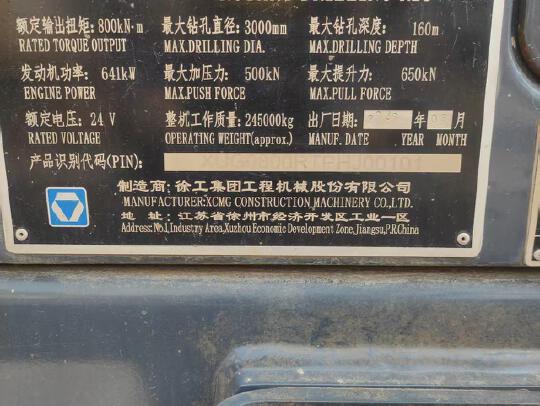 额定输出扭矩: 800kN·m 最大钻孔直径: 3000mm 最大钻孔深度: 160m
RATED TORQUE OUTPUT MAX.DRILLING DIA. MAX.DRILLING DEPTH
发动机功率: 641kW 最大加压力: 500kN 最大提升力: 650kN
ENGINE POWER MAX.PUSH FORCE MAX.PULL FORCE
额定电压: 24 V 整机工作质量: 245000kg 出厂日期: 年 月
RATED VOLTAGE OPERATING WEIGHT(approx.) MANUF. DATE YEAR MONTH
产品识别代码(PIN):
制造商: 徐工集团工程机械股份有限公司
MANUFACTURER:XCMG CONSTRUCTION MACHINERY CO.,LTD.
地 址: 江苏省徐州市经济开发区工业一区
Address:No.1,Industry Area,Xuzhou Economic Development Zone,Jiangsu,P.R.China